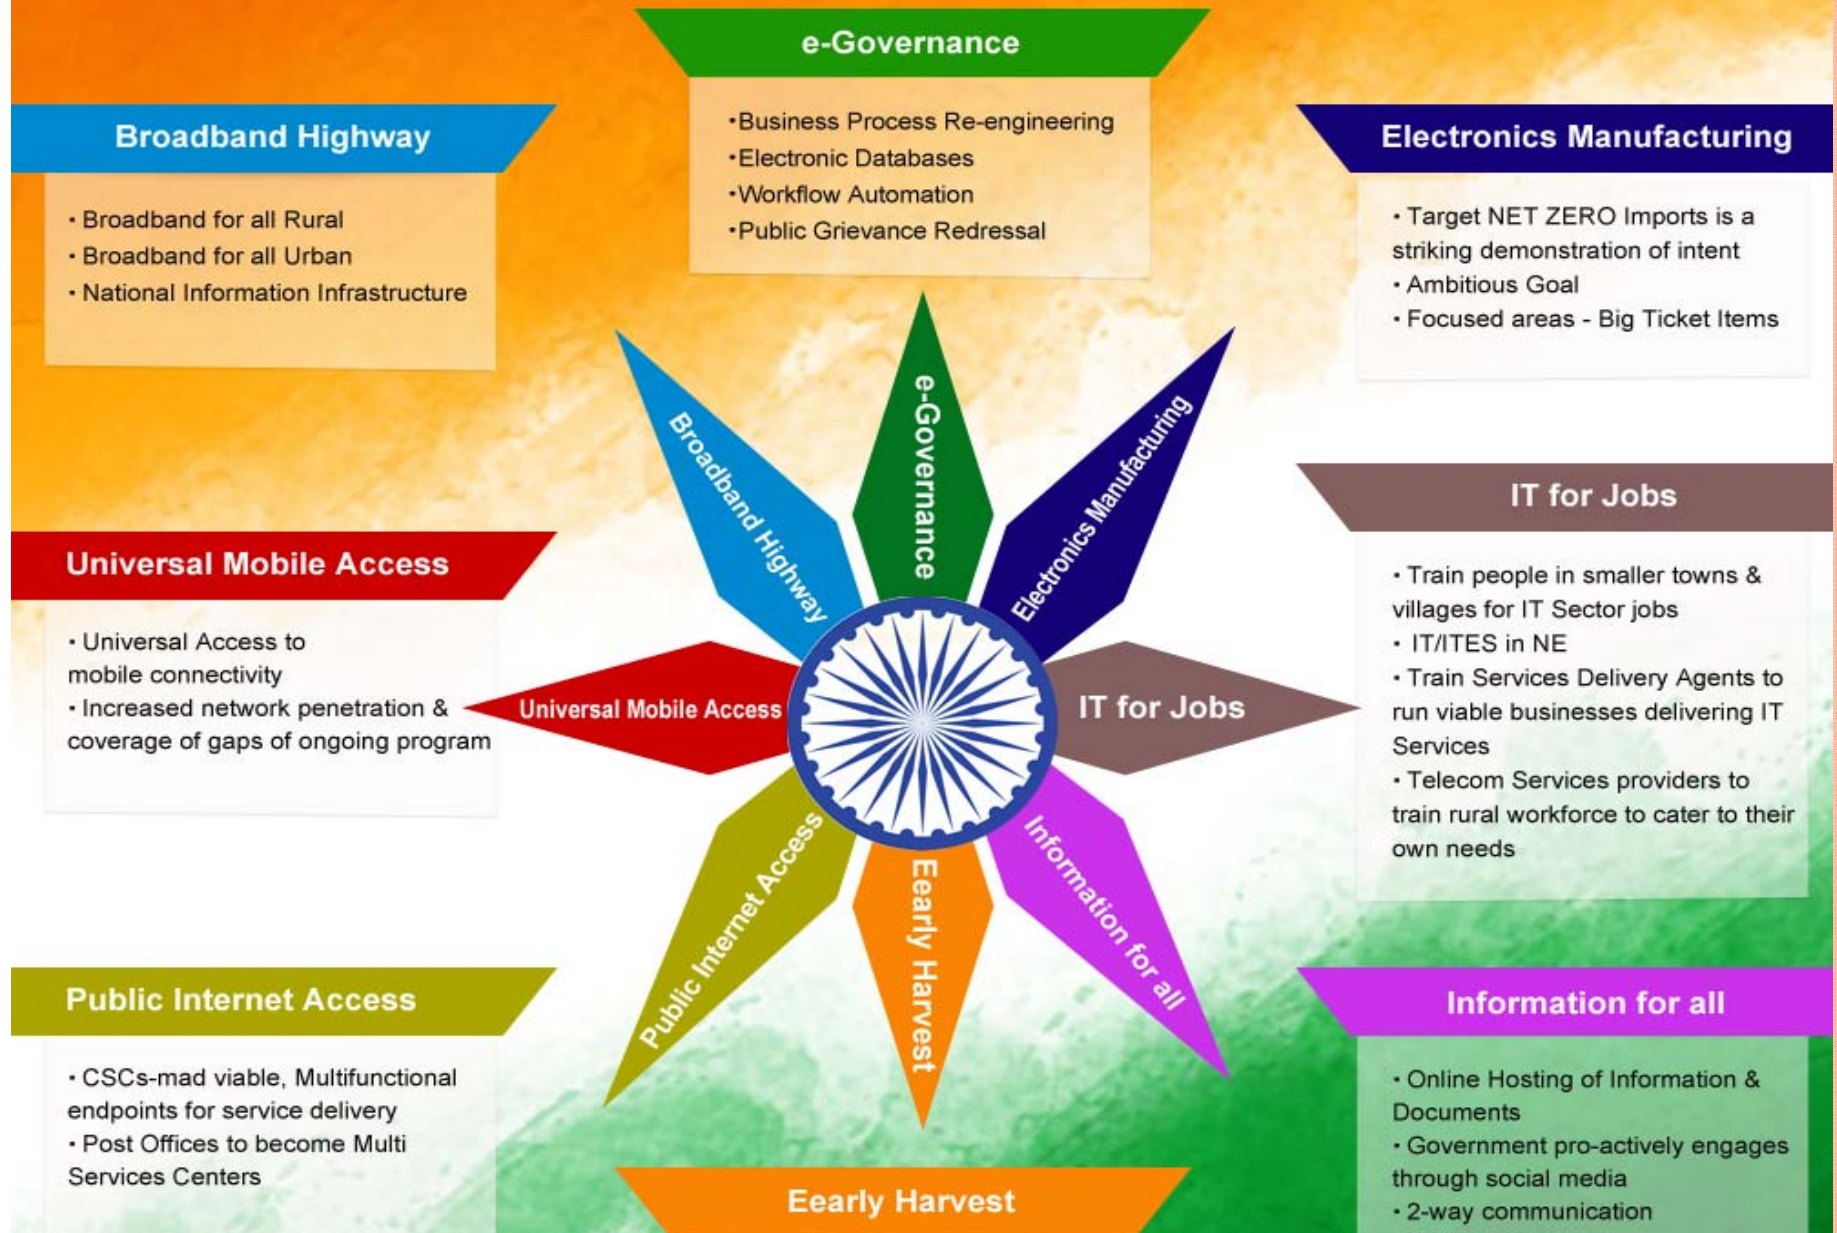 e-Governance
•Business Process Re-engineering
•Electronic Databases
•Workflow Automation
•Public Grievance Redressal
Broadband Highway
• Broadband for all Rural
• Broadband for all Urban
• National Information Infrastructure
Electronics Manufacturing
• Target NET ZERO Imports is a
striking demonstration of intent
• Ambitious Goal
• Focused areas - Big Ticket Items
Universal Mobile Access
• Universal Access to
mobile connectivity
• Increased network penetration &
coverage of gaps of ongoing program
IT for Jobs
• Train people in smaller towns &
villages for IT Sector jobs
• IT/ITES in NE
• Train Services Delivery Agents to
run viable businesses delivering IT
Services
• Telecom Services providers to
train rural workforce to cater to their
own needs
Broadband Highway
e-Governance
Electronics Manufacturing
Universal Mobile Access
IT for Jobs
Public Internet Access
Eearly Harvest
Information for all
Public Internet Access
• CSCs-mad viable, Multifunctional
endpoints for service delivery
• Post Offices to become Multi
Services Centers
Eearly Harvest
Information for all
• Online Hosting of Information &
Documents
• Government pro-actively engages
through social media
• 2-way communication